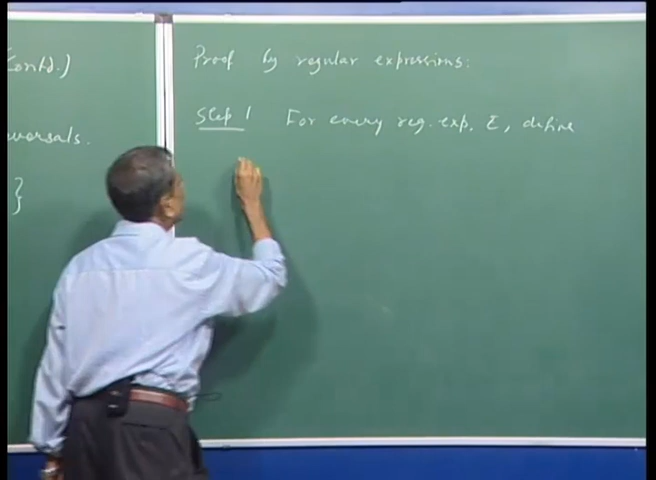 Contd.)
versals.
}
Proof by regular expressions:
Step 1 For every reg. exp. E, define